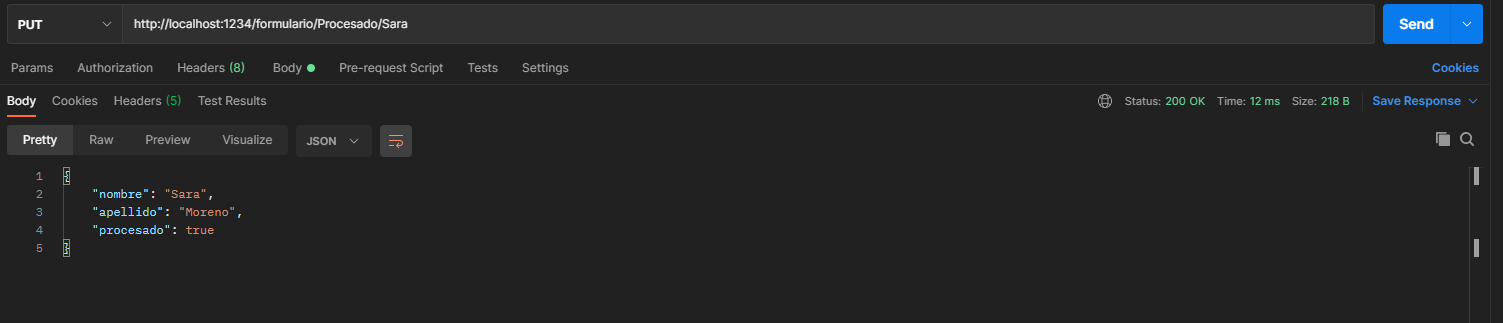 PUT http://localhost:1234/formulario/Procesado/Sara Send
Params Authorization Headers (8) Body Pre-request Script Tests Settings Cookies
Body Cookies Headers (5) Test Results Status: 200 OK Time: 12 ms Size: 218 B Save Response
Pretty Raw Preview Visualize JSON
1 {
2 "nombre": "Sara",
3 "apellido": "Moreno",
4 "procesado": true
5 }